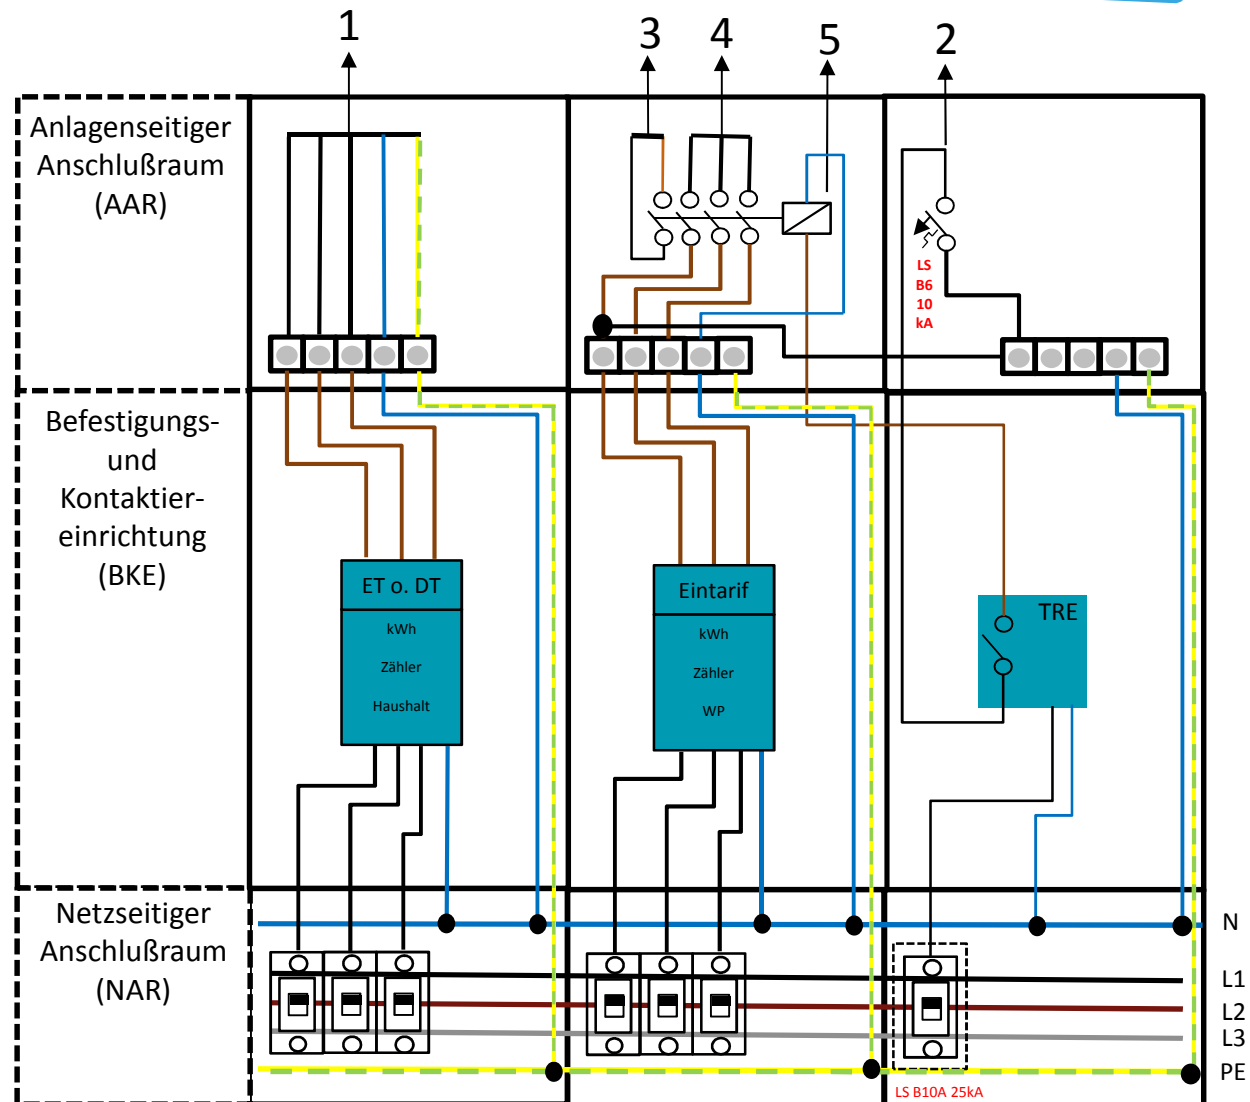 1
3
4
5
2
Anlagenseitiger
Anschlußraum
(AAR)
LS
B6
10
kA
Befestigungs-
und
Kontaktier-
einrichtung
(BKE)
ET o. DT
kWh
Zähler
Haushalt
Eintarif
kWh
Zähler
WP
TRE
Netzseitiger
Anschlußraum
(NAR)
N
L1
L2
L3
PE
LS B10A 25kA